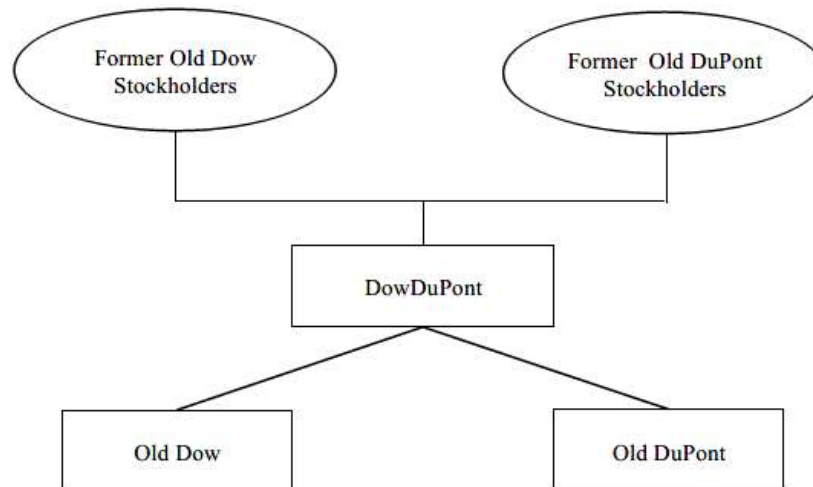 Former Old Dow
Stockholders
Former Old DuPont
Stockholders
DowDuPont
Old Dow
Old DuPont